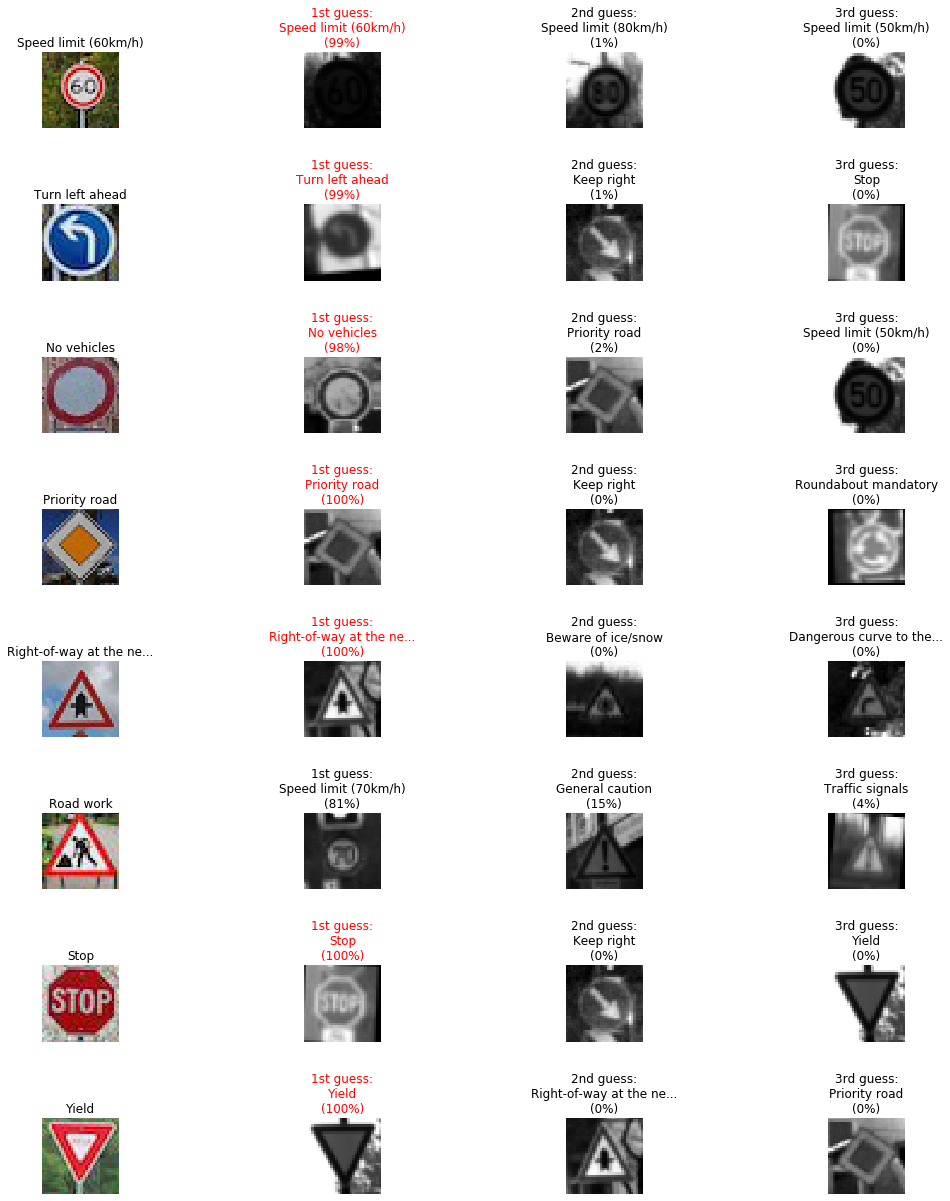 1st guess:
2nd guess:
3rd guess:
Speed limit (60km/h)
Speed limit (80km/h)
Speed limit (50km/h)
Speed limit (60km/h)
(99%)
(1%)
(0%)
60
60
80
50
1st guess:
2nd guess:
3rd guess:
Turn left ahead
Turn left ahead
Keep right
Stop
(99%)
(1%)
(0%)
STOP
1st guess:
2nd guess:
3rd guess:
No vehicles
No vehicles
Priority road
Speed limit (50km/h)
(98%)
(2%)
(0%)
50
1st guess:
2nd guess:
3rd guess:
Priority road
Priority road
Keep right
Roundabout mandatory
(100%)
(0%)
(0%)
1st guess:
2nd guess:
3rd guess:
Right-of-way at the ne...
Right-of-way at the ne...
Beware of ice/snow
Dangerous curve to the...
(100%)
(0%)
(0%)
1st guess:
2nd guess:
3rd guess:
Road work
Speed limit (70km/h)
General caution
Traffic signals
(81%)
(15%)
(4%)
1st guess:
2nd guess:
3rd guess:
Stop
Stop
Keep right
Yield
(100%)
(0%)
(0%)
STOP
STOP
1st guess:
2nd guess:
3rd guess:
Yield
Yield
Right-of-way at the ne...
Priority road
(100%)
(0%)
(0%)